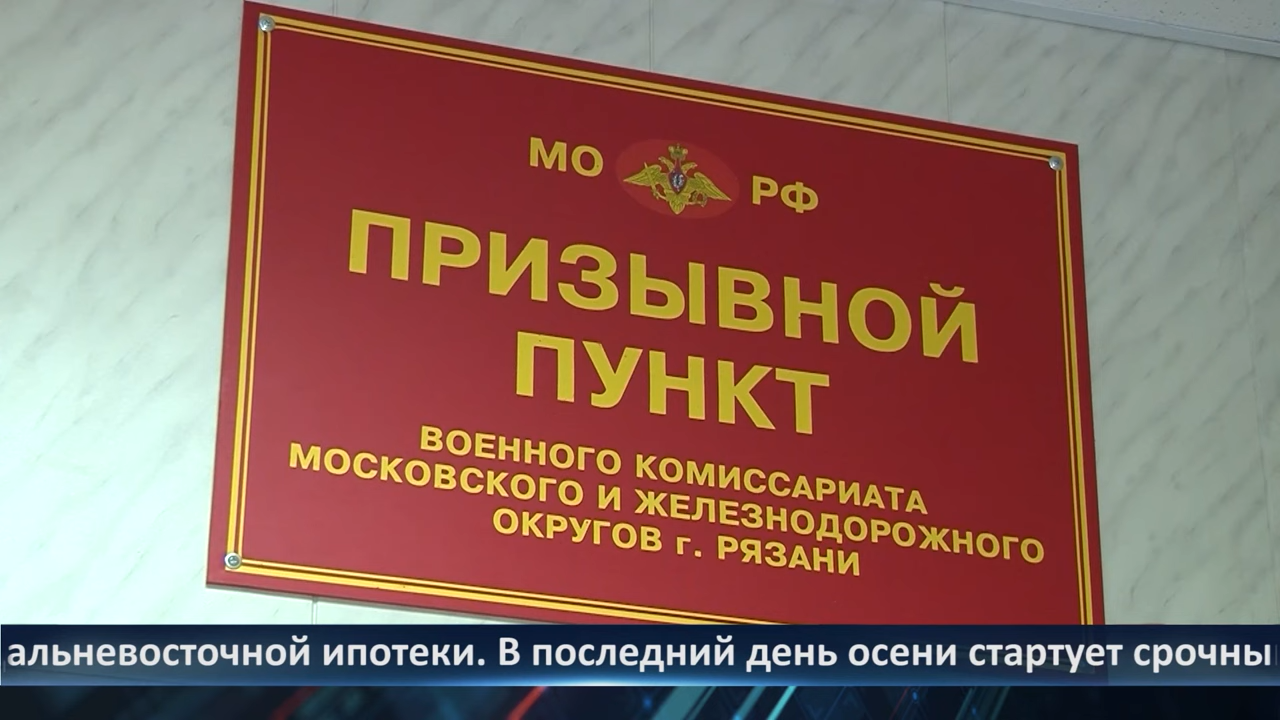 МО РФ
ПРИЗЫВНОЙ
ПУНКТ
ВОЕННОГО КОМИССАРИАТА
МОСКОВСКОГО И ЖЕЛЕЗНОДОРОЖНОГО
ОКРУГОВ г. РЯЗАНИ
альневосточной ипотеки. В последний день осени стартует срочны